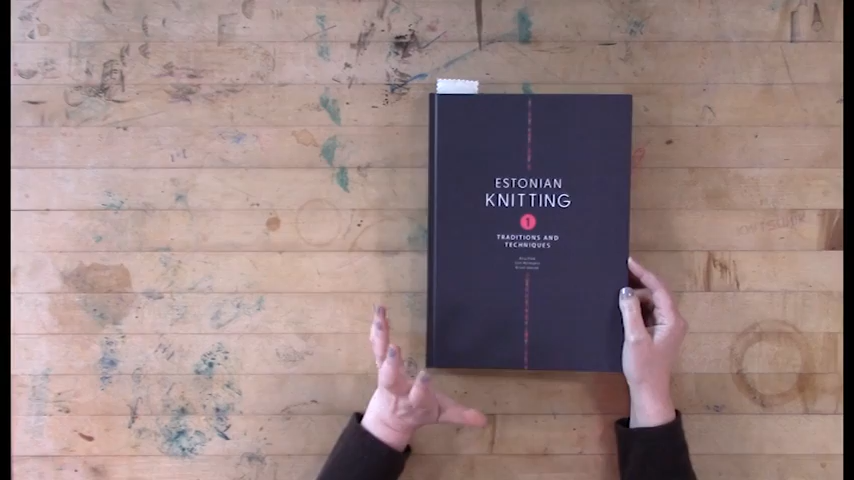 ESTONIAN
KNITTING
1
TRADITIONS AND
TECHNIQUES